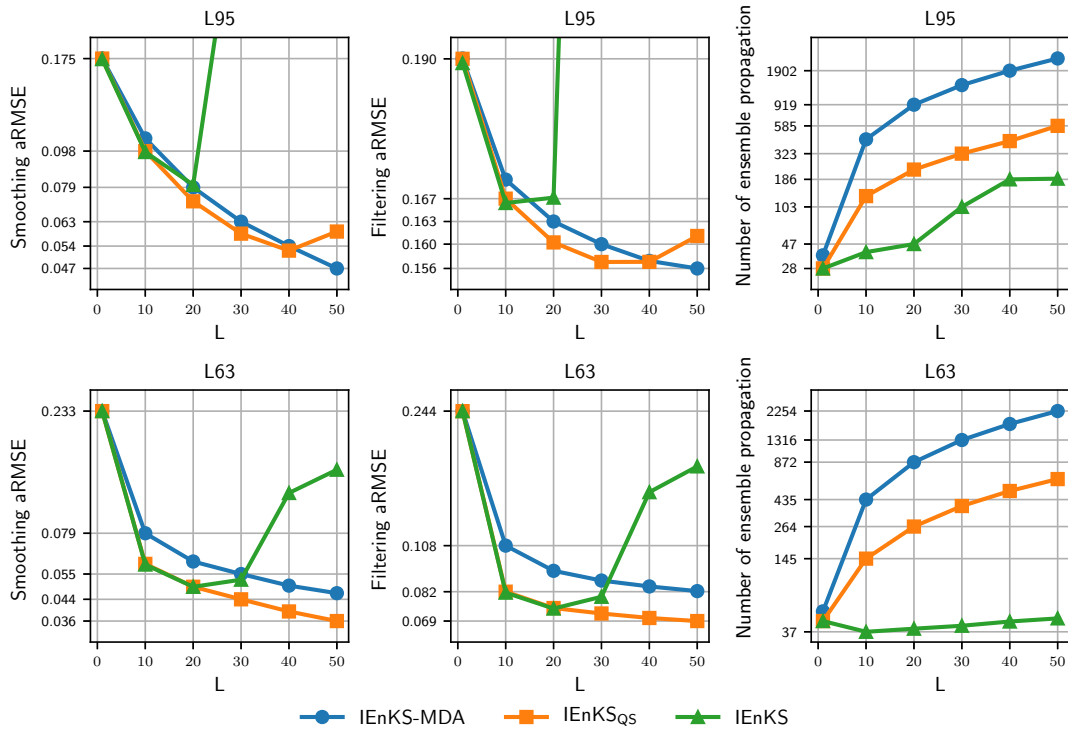 L95
Smoothing aRMSE
0.175
0.098
0.079
0.063
0.054
0.047
0 10 20 30 40 50
L
L95
Filtering aRMSE
0.190
0.167
0.163
0.160
0.156
0 10 20 30 40 50
L
L95
Number of ensemble propagation
1902
919
585
323
186
103
47
28
0 10 20 30 40 50
L
L63
Smoothing aRMSE
0.233
0.079
0.055
0.044
0.036
0 10 20 30 40 50
L
L63
Filtering aRMSE
0.244
0.108
0.082
0.069
0 10 20 30 40 50
L
L63
Number of ensemble propagation
2254
1316
872
435
264
145
37
0 10 20 30 40 50
L
IEnKS-MDA IEnKS_QS IEnKS